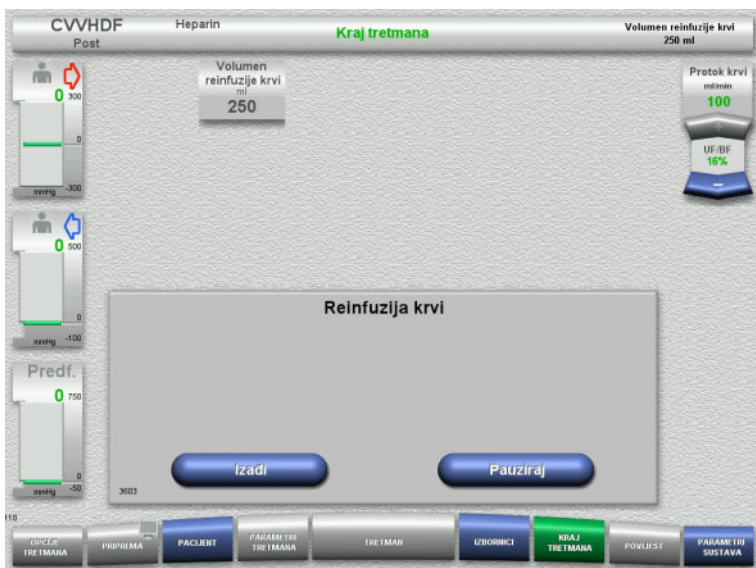 CVVHDF
Post
Heparin
Kraj tretmana
Volumen reinfuzije krvi
250 ml
0
300
0
mmHg
-300
Volumen
reinfuzije krvi
ml
250
Protok krvi
ml/min
100
+
UF/BF
16%
–
0
500
0
mmHg
-100
Predf.
0
750
0
mmHg
-50
Reinfuzija krvi
Izađi
Pauziraj
3603
OPCIJE
TRETMANA
PRIPREMA
PACIJENT
PARAMETRI
TRETMANA
TRETMAN
IZBORNICI
KRAJ
TRETMANA
POVIJEST
PARAMETRI
SUSTAVA